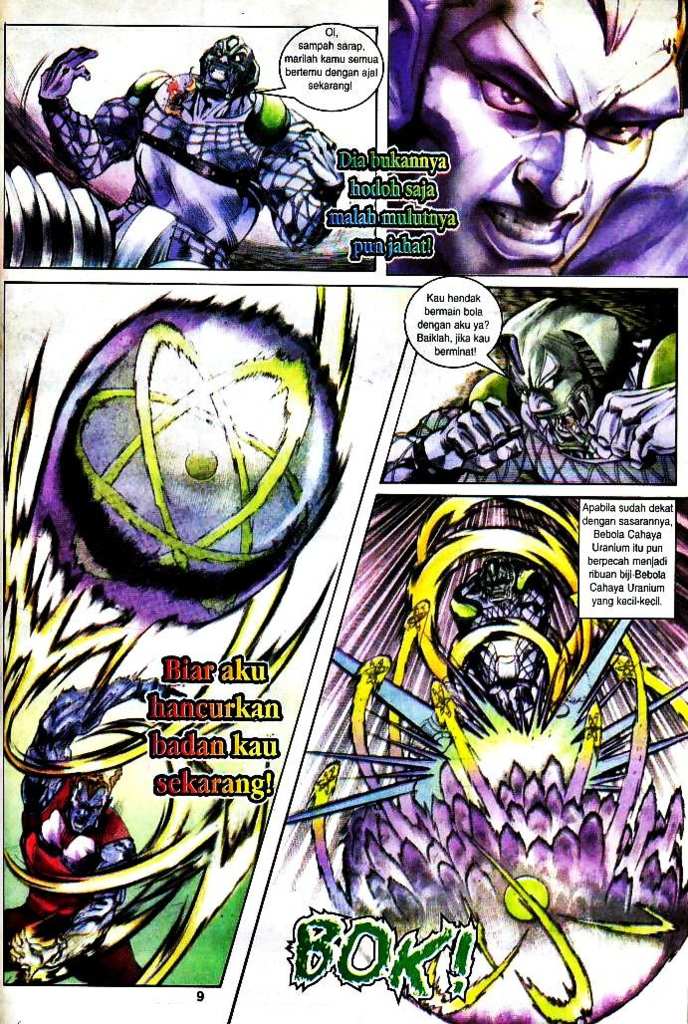 Oi,
sampah sarap,
marilah kamu semua
bertemu dengan ajal
sekarang!
Dia bukannya
hodoh saja
malah mulutnya
pun jahat!
Kau hendak
bermain bola
dengan aku ya?
Baiklah, jika kau
berminat!
Biar aku
hancurkan
badan kau
sekarang!
Apabila sudah dekat
dengan sasarannya,
Bebola Cahaya
Uranium itu pun
berpecah menjadi
ribuan biji Bebola
Cahaya Uranium
yang kecil-kecil.
BOK!
9